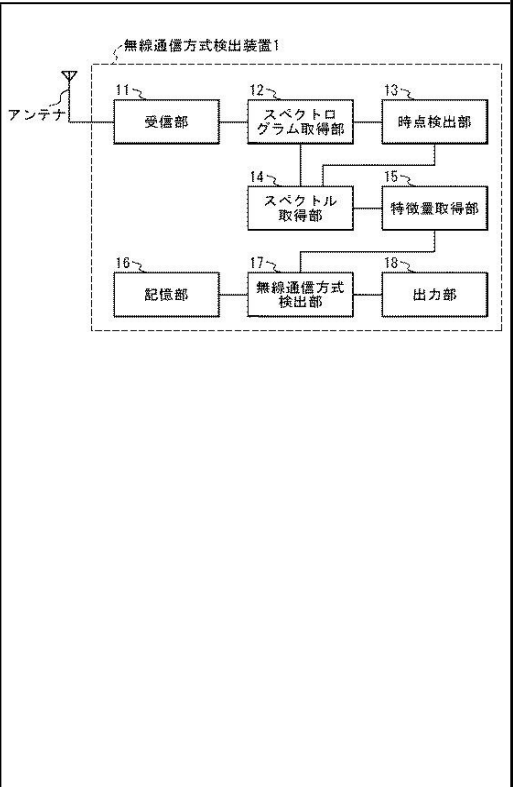 無線通信方式検出装置1
アンテナ
11
受信部
12
スペクトロ
グラム取得部
13
時点検出部
14
スペクトル
取得部
15
特徴量取得部
16
記憶部
17
無線通信方式
検出部
18
出力部